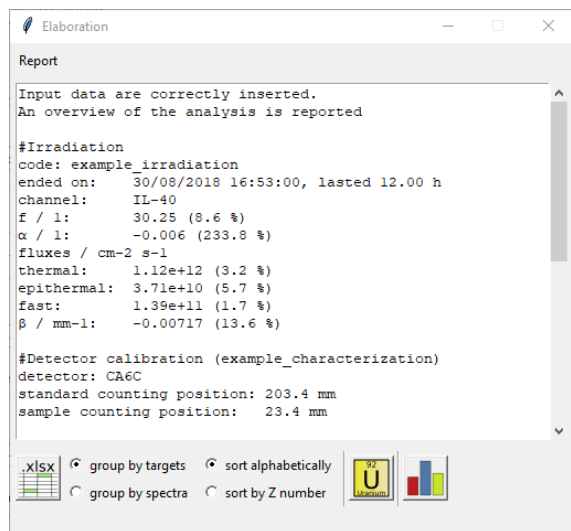 Elaboration
Report
Input data are correctly inserted.
An overview of the analysis is reported
#Irradiation
code: example_irradiation
ended on: 30/08/2018 16:53:00, lasted 12.00 h
channel: IL-40
f / 1: 30.25 (8.6 %)
α / 1: -0.006 (233.8 %)
fluxes / cm-2 s-1
thermal: 1.12e+12 (3.2 %)
epithermal: 3.71e+10 (5.7 %)
fast: 1.39e+11 (1.7 %)
β / mm-1: -0.00717 (13.6 %)
#Detector calibration (example_characterization)
detector: CA6C
standard counting position: 203.4 mm
sample counting position: 23.4 mm
.xlsx
group by targets
sort alphabetically
group by spectra
sort by Z number
92
U
Uranium